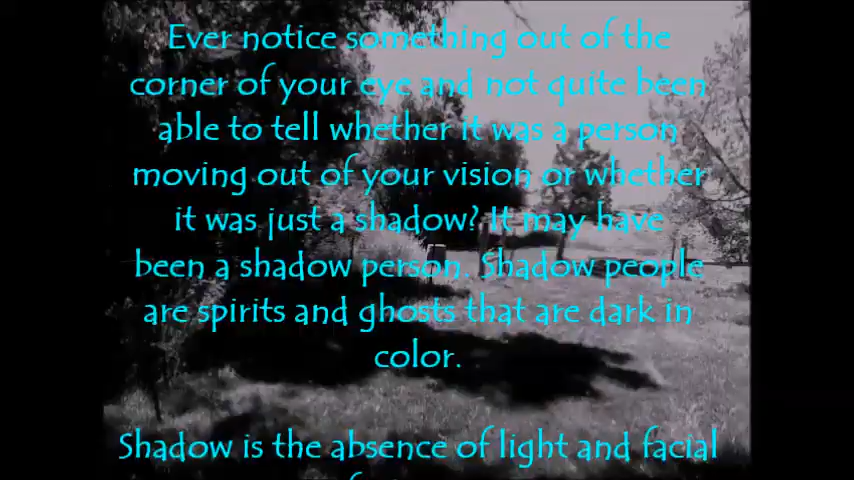 Ever notice something out of the
corner of your eye and not quite been
able to tell whether it was a person
moving out of your vision or whether
it was just a shadow? It may have
been a shadow person. Shadow people
are spirits and ghosts that are dark in
color.
Shadow is the absence of light and facial